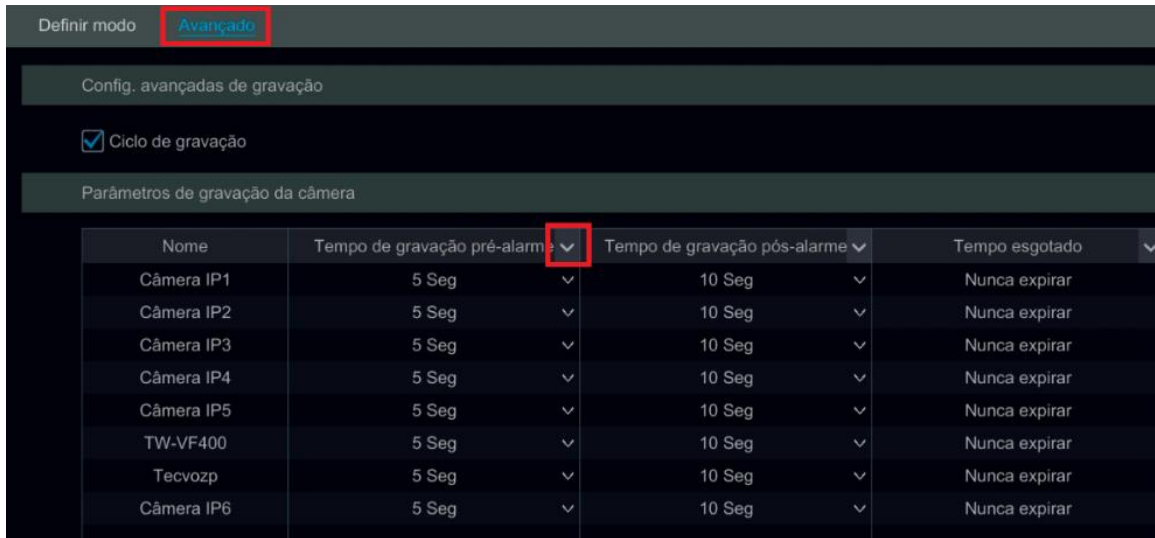 Definir modo Avançado
Config. avançadas de gravação
Ciclo de gravação
Parâmetros de gravação da câmera
Nome Tempo de gravação pré-alarme Tempo de gravação pós-alarme Tempo esgotado
Câmera IP1 5 Seg 10 Seg Nunca expirar
Câmera IP2 5 Seg 10 Seg Nunca expirar
Câmera IP3 5 Seg 10 Seg Nunca expirar
Câmera IP4 5 Seg 10 Seg Nunca expirar
Câmera IP5 5 Seg 10 Seg Nunca expirar
TW-VF400 5 Seg 10 Seg Nunca expirar
Tecvozp 5 Seg 10 Seg Nunca expirar
Câmera IP6 5 Seg 10 Seg Nunca expirar